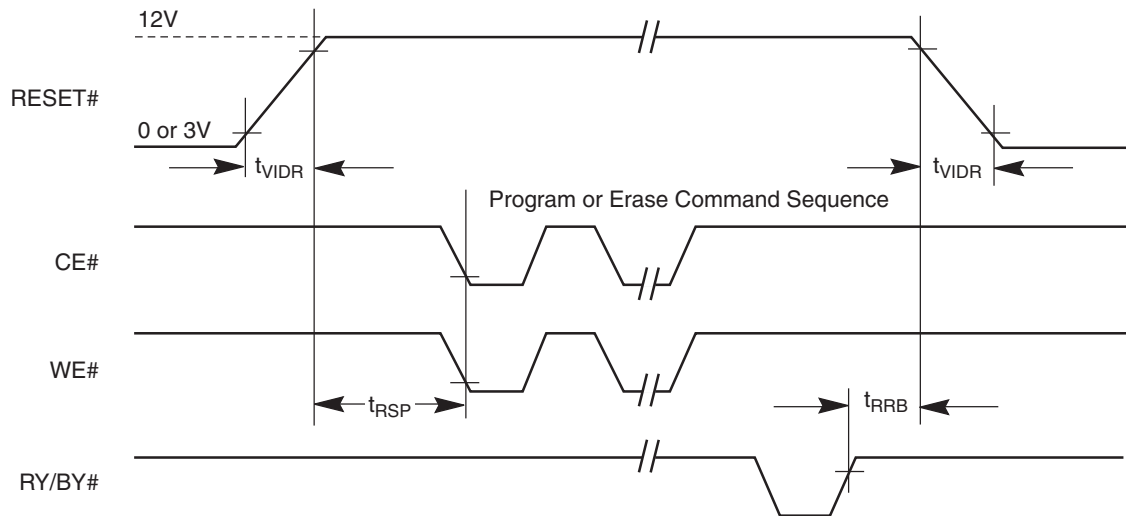 12V
RESET#
0 or 3V
tVIDR
tVIDR
Program or Erase Command Sequence
CE#
WE#
tRSP
tRRB
RY/BY#